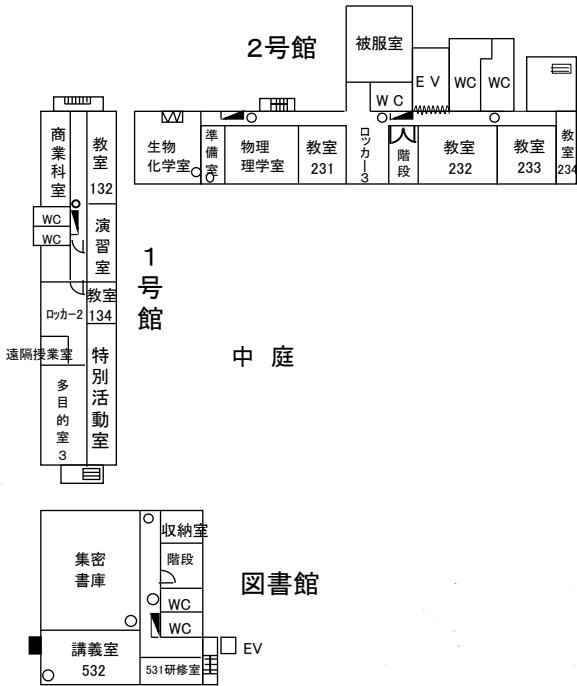 2号館
被服室
WC
EV
WC
WC
生物
化学室
準備室
物理
理学室
教室
231
ロッカー3
階段
教室
232
教室
233
教室
234
商業科室
教室
132
WC
WC
演習室
1号館
教室
134
ロッカー2
遠隔授業室
特別活動室
多目的室3
中庭
収納室
集密
書庫
階段
図書館
WC
WC
講義室
532
531研修室
EV